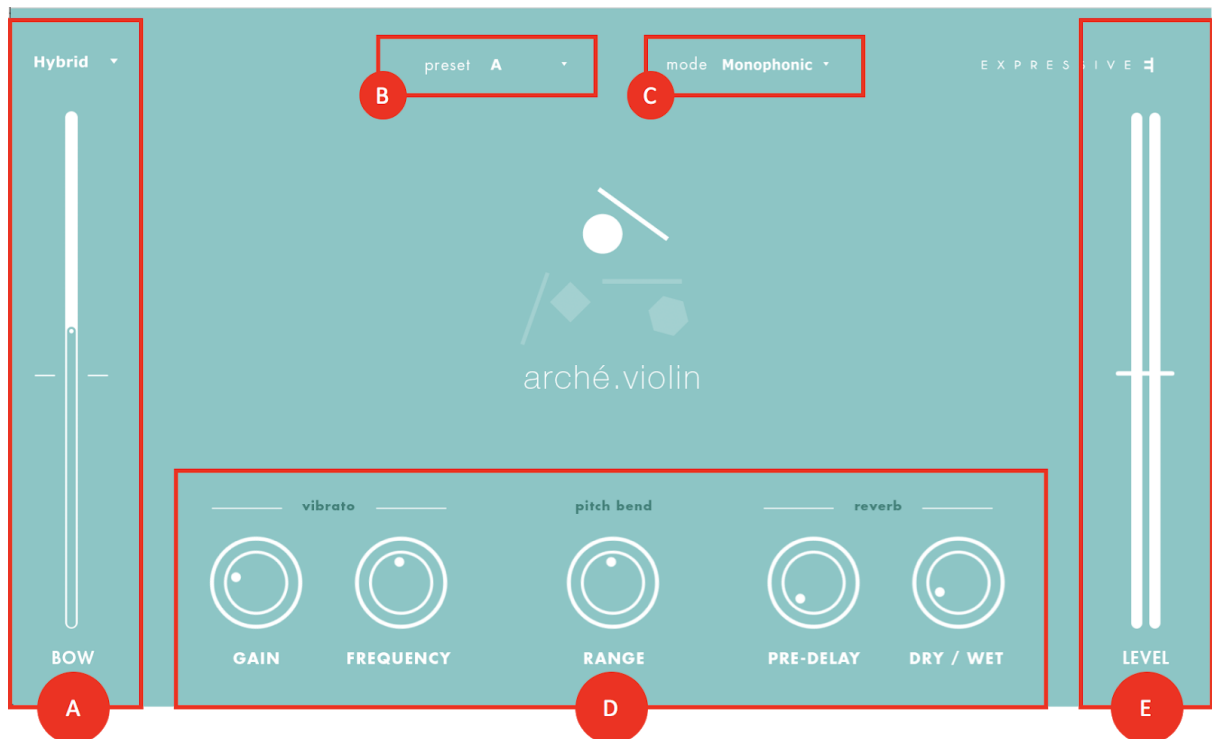 Hybrid
preset A
mode Monophonic
EXPRESSIVE
B
C
arché.violin
vibrato
pitch bend
reverb
GAIN
FREQUENCY
RANGE
PRE-DELAY
DRY / WET
BOW
LEVEL
A
D
E